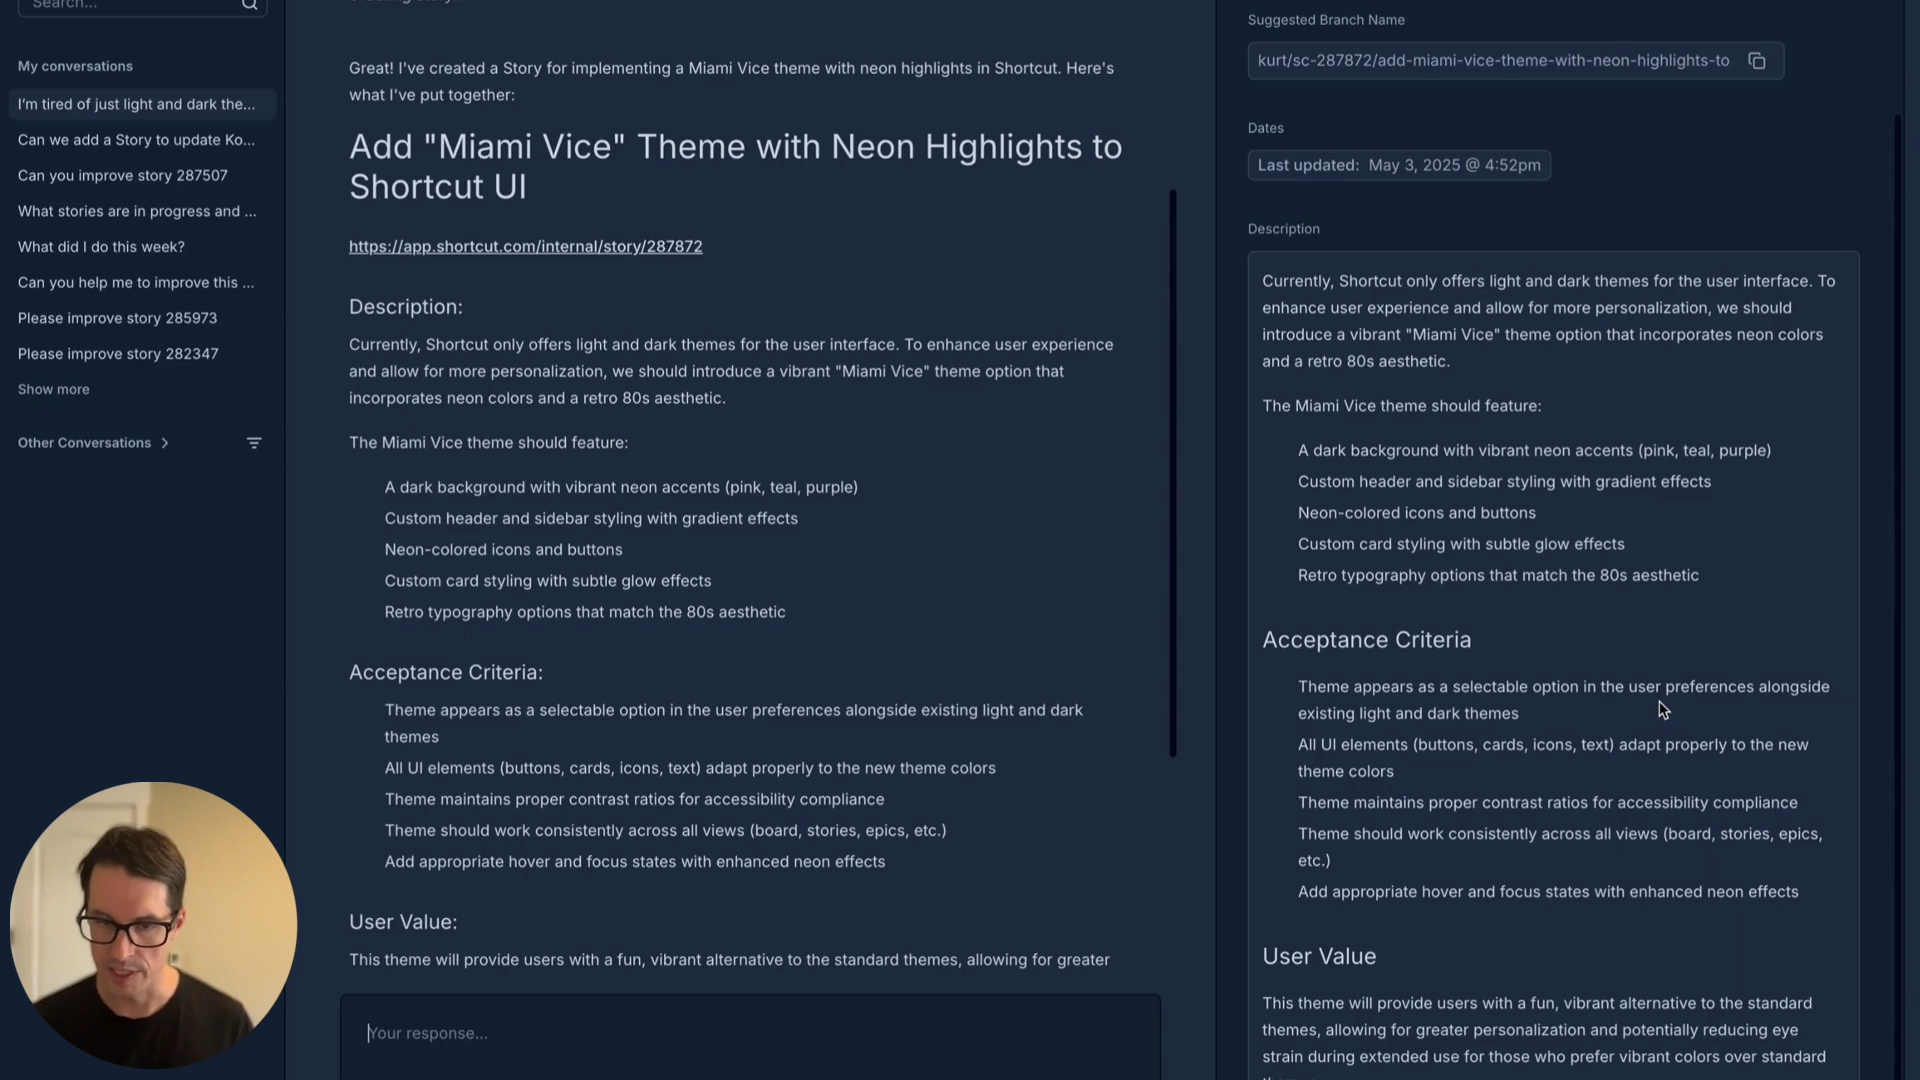 Search...
My conversations
I'm tired of just light and dark the...
Can we add a Story to update Ko...
Can you improve story 287507
What stories are in progress and ...
What did I do this week?
Can you help me to improve this ...
Please improve story 285973
Please improve story 282347
Show more
Other Conversations
Great! I've created a Story for implementing a Miami Vice theme with neon highlights in Shortcut. Here's
what I've put together:
Add "Miami Vice" Theme with Neon Highlights to
Shortcut UI
https://app.shortcut.com/internal/story/287872
Description:
Currently, Shortcut only offers light and dark themes for the user interface. To enhance user experience
and allow for more personalization, we should introduce a vibrant "Miami Vice" theme option that
incorporates neon colors and a retro 80s aesthetic.
The Miami Vice theme should feature:
A dark background with vibrant neon accents (pink, teal, purple)
Custom header and sidebar styling with gradient effects
Neon-colored icons and buttons
Custom card styling with subtle glow effects
Retro typography options that match the 80s aesthetic
Acceptance Criteria:
Theme appears as a selectable option in the user preferences alongside existing light and dark
themes
All UI elements (buttons, cards, icons, text) adapt properly to the new theme colors
Theme maintains proper contrast ratios for accessibility compliance
Theme should work consistently across all views (board, stories, epics, etc.)
Add appropriate hover and focus states with enhanced neon effects
User Value:
This theme will provide users with a fun, vibrant alternative to the standard themes, allowing for greater
Your response...
Suggested Branch Name
kurt/sc-287872/add-miami-vice-theme-with-neon-highlights-to
Dates
Last updated: May 3, 2025 @ 4:52pm
Description
Currently, Shortcut only offers light and dark themes for the user interface. To
enhance user experience and allow for more personalization, we should
introduce a vibrant "Miami Vice" theme option that incorporates neon colors
and a retro 80s aesthetic.
The Miami Vice theme should feature:
A dark background with vibrant neon accents (pink, teal, purple)
Custom header and sidebar styling with gradient effects
Neon-colored icons and buttons
Custom card styling with subtle glow effects
Retro typography options that match the 80s aesthetic
Acceptance Criteria
Theme appears as a selectable option in the user preferences alongside
existing light and dark themes
All UI elements (buttons, cards, icons, text) adapt properly to the new
theme colors
Theme maintains proper contrast ratios for accessibility compliance
Theme should work consistently across all views (board, stories, epics,
etc.)
Add appropriate hover and focus states with enhanced neon effects
User Value
This theme will provide users with a fun, vibrant alternative to the standard
themes, allowing for greater personalization and potentially reducing eye
strain during extended use for those who prefer vibrant colors over standard